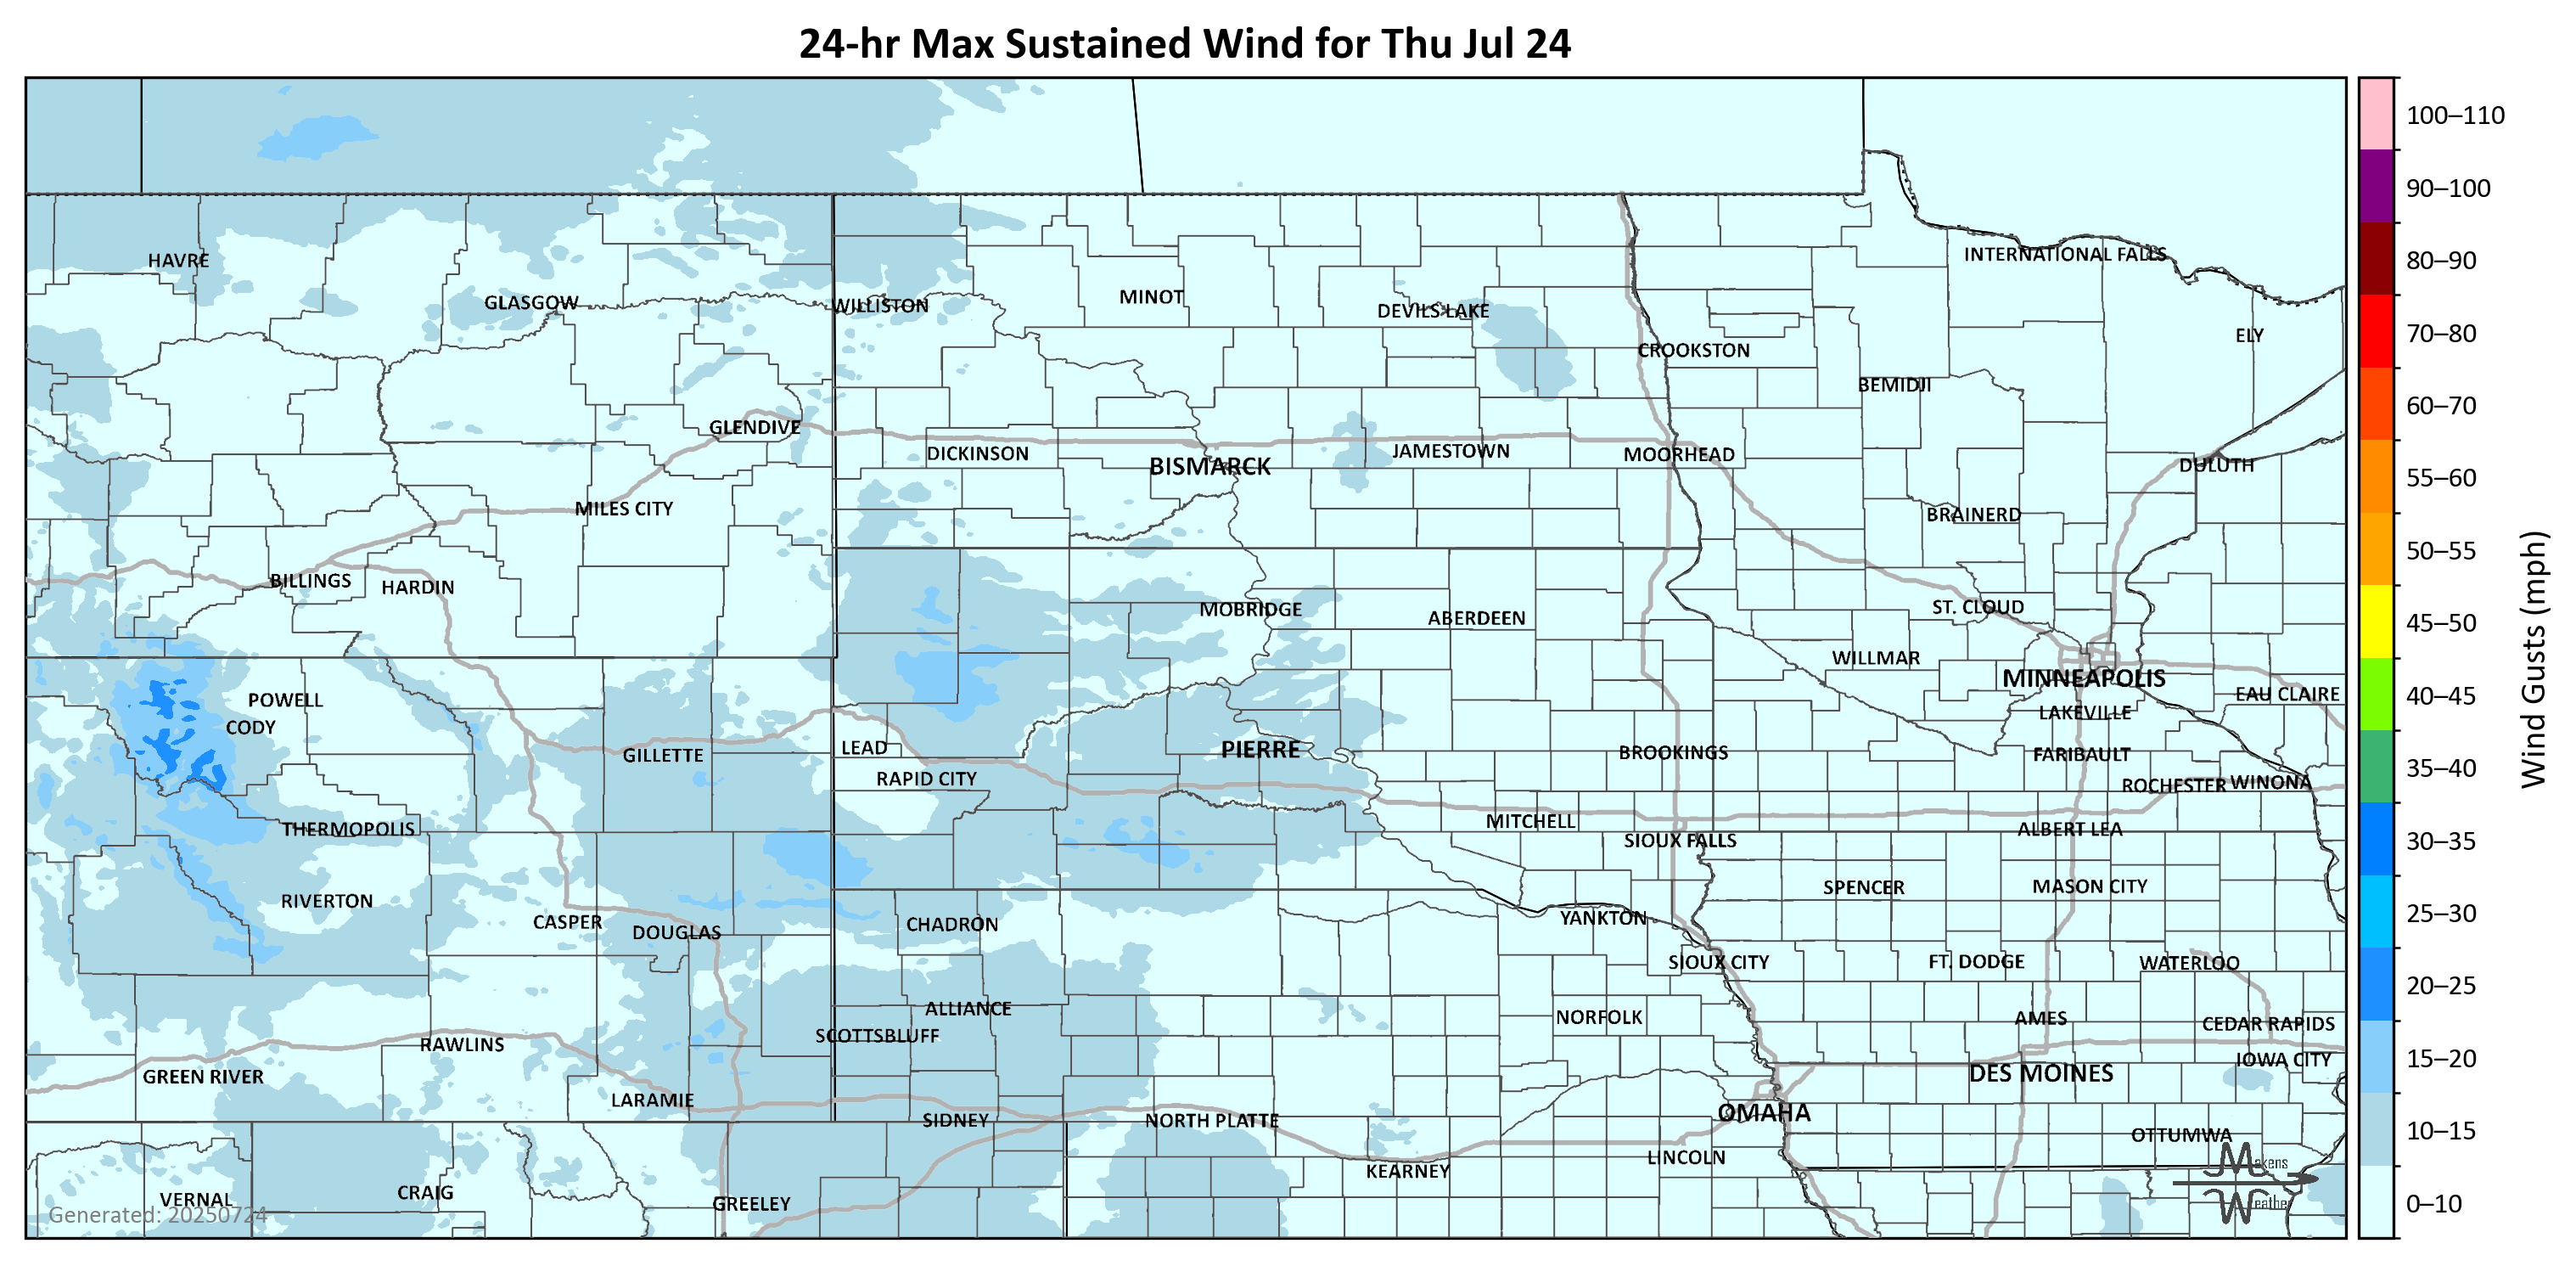 24-hr Max Sustained Wind for Thu Jul 24
100–110
90–100
80–90
70–80
60–70
55–60
50–55
45–50
40–45
35–40
30–35
25–30
20–25
15–20
10–15
0–10
Wind Gusts (mph)
INTERNATIONAL FALLS
HAVRE
MINOT
GLASGOW
WILLISTON
DEVILS LAKE
ELY
CROOKSTON
BEMIDJI
GLENDIVE
DICKINSON
JAMESTOWN
MOORHEAD
BISMARCK
DULUTH
MILES CITY
BRAINERD
BILLINGS
HARDIN
MOBRIDGE
ABERDEEN
ST. CLOUD
WILLMAR
MINNEAPOLIS
EAU CLAIRE
POWELL
LAKEVILLE
CODY
LEAD
PIERRE
BROOKINGS
FARIBAULT
GILLETTE
RAPID CITY
ROCHESTER
WINONA
THERMOPOLIS
MITCHELL
ALBERT LEA
SIOUX FALLS
SPENCER
MASON CITY
RIVERTON
CASPER
DOUGLAS
CHADRON
YANKTON
SIOUX CITY
FT. DODGE
WATERLOO
ALLIANCE
NORFOLK
AMES
CEDAR RAPIDS
SCOTTSBLUFF
RAWLINS
IOWA CITY
GREEN RIVER
DES MOINES
LARAMIE
SIDNEY
NORTH PLATTE
OMAHA
OTTUMWA
LINCOLN
KEARNEY
VERNAL
CRAIG
GREELEY
Generated: 20250724
Makens
Weather